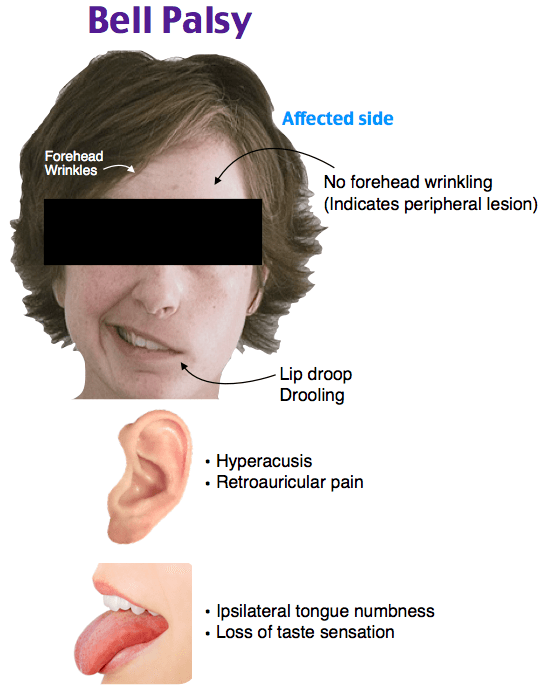 Bell Palsy
Affected side
Forehead
Wrinkles
No forehead wrinkling
(Indicates peripheral lesion)
Lip droop
Drooling
• Hyperacusis
• Retroauricular pain
• Ipsilateral tongue numbness
• Loss of taste sensation